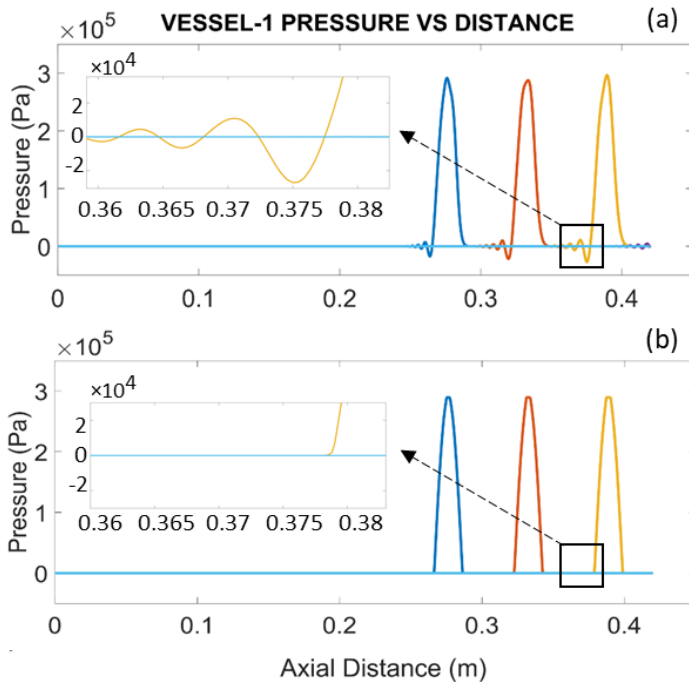 VESSEL-1 PRESSURE VS DISTANCE
(a)
×10^5
Pressure (Pa)
3
2
1
0
×10^4
2
0
-2
0.36 0.365 0.37 0.375 0.38
0 0.1 0.2 0.3 0.4
(b)
×10^5
Pressure (Pa)
3
2
1
0
×10^4
2
0
-2
0.36 0.365 0.37 0.375 0.38
0 0.1 0.2 0.3 0.4
Axial Distance (m)